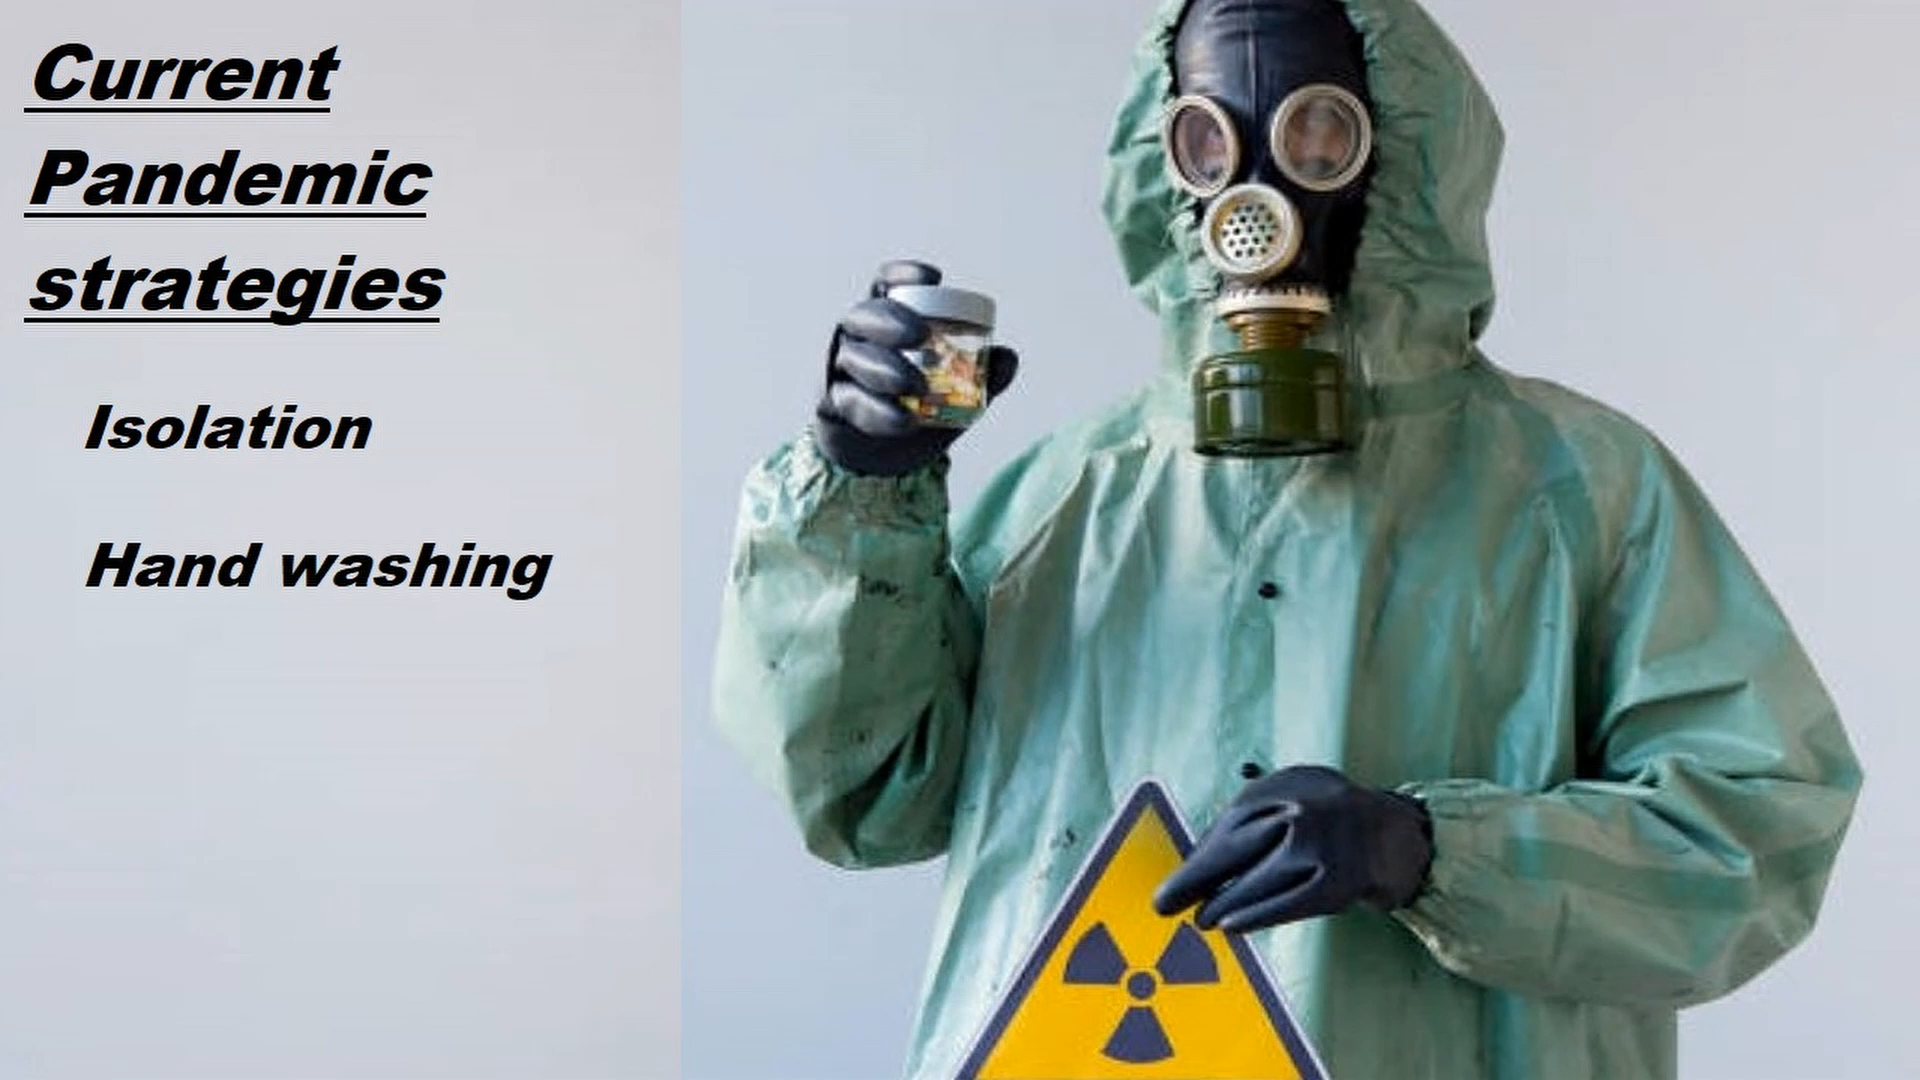 Current
Pandemic
strategies
Isolation
Hand washing